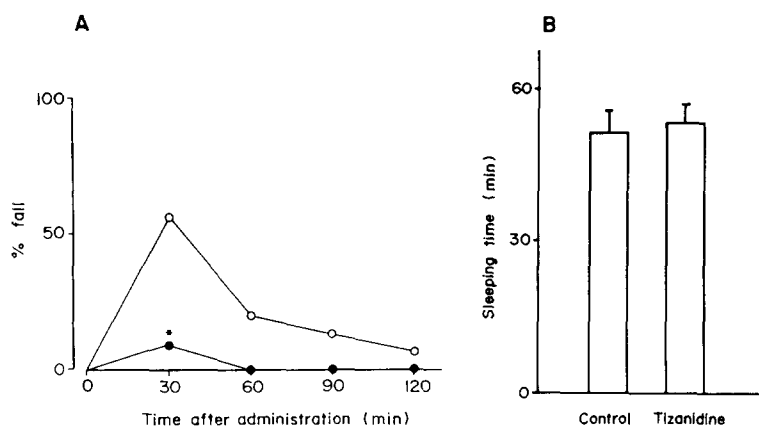 A
100
50
0
% fall
*
0 30 60 90 120
Time after administration (min)
B
60
30
0
Sleeping time (min)
Control Tizanidine